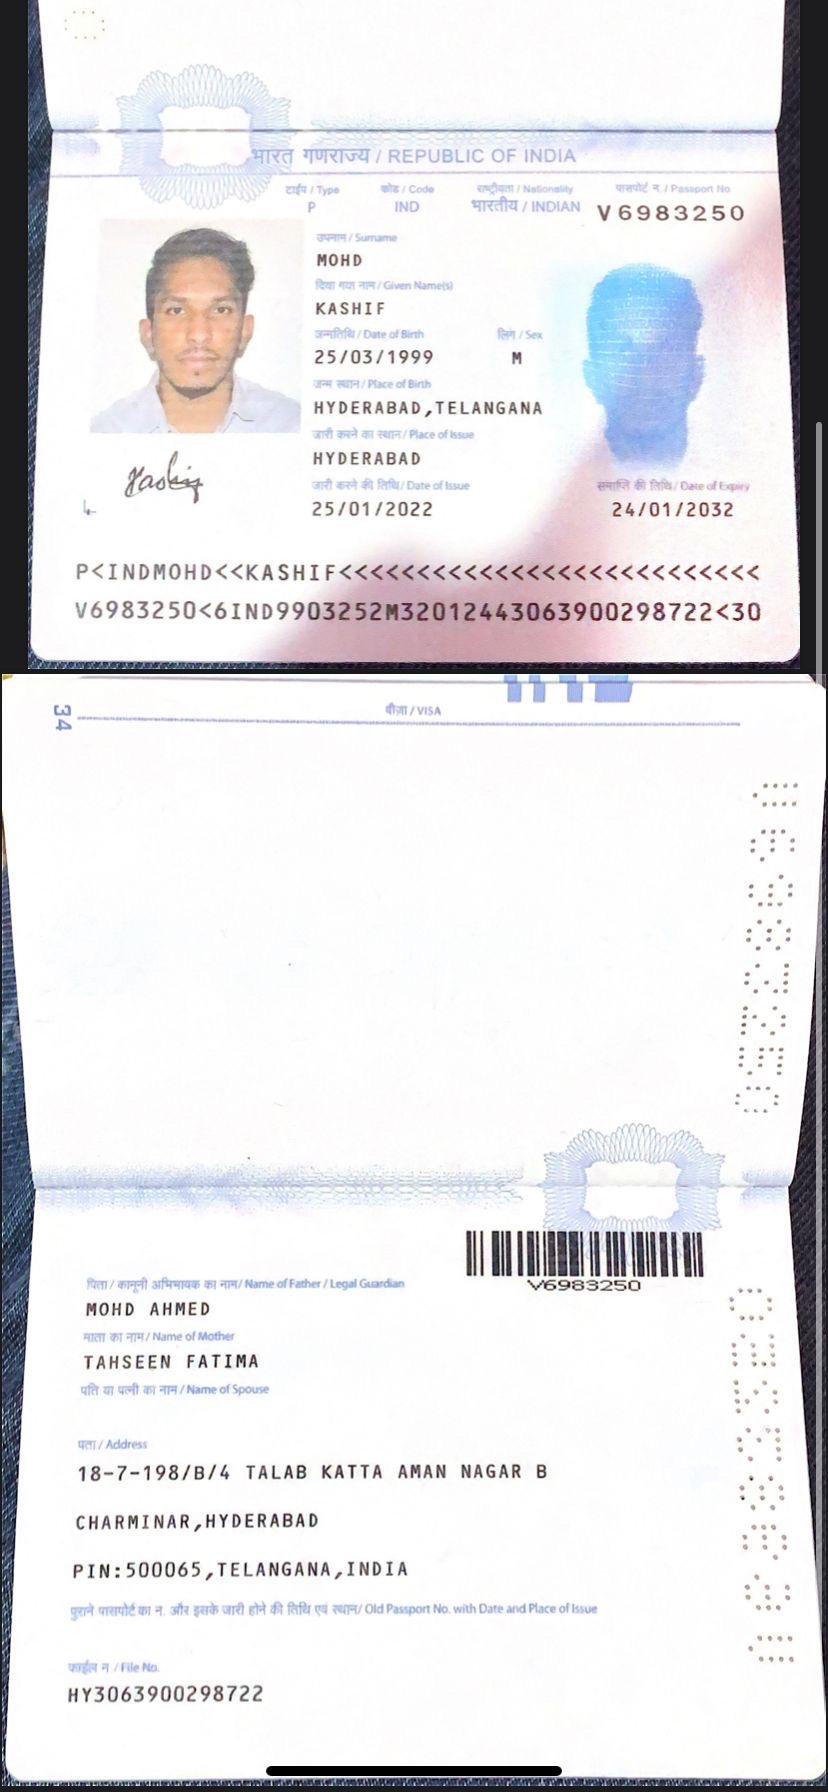 भारत गणराज्य / REPUBLIC OF INDIA
टाईप / Type कोड / Code राष्ट्रीयता / Nationality पासपोर्ट न. / Passport No
P IND भारतीय / INDIAN V6983250
उपनाम / Surname
MOHD
दिया गया नाम / Given Name(s)
KASHIF
जन्मतिथि / Date of Birth लिंग / Sex
25/03/1999 M
जन्म स्थान / Place of Birth
HYDERABAD,TELANGANA
जारी करने का स्थान / Place of Issue
HYDERABAD
जारी करने की तिथि / Date of Issue समाप्ति की तिथि / Date of Expiry
25/01/2022 24/01/2032
Kashif
P<INDMOHD<<KASHIF<<<<<<<<<<<<<<<<<<<<<<<<<<<
V6983250<6IND9903252M3201244306390029​8722<30
34 वीज़ा / VISA
V6983250
V6983250
पिता / कानूनी अभिभावक का नाम / Name of Father / Legal Guardian
MOHD AHMED
माता का नाम / Name of Mother
TAHSEEN FATIMA
पति या पत्नी का नाम / Name of Spouse
पता / Address
18-7-198/B/4 TALAB KATTA AMAN NAGAR B
CHARMINAR,HYDERABAD
PIN:500065,TELANGANA,INDIA
पुराने पासपोर्ट का न. और इसके जारी होने की तिथि एवं स्थान / Old Passport No. with Date and Place of Issue
फाईल न / File No.
HY3063900298722
V6983250